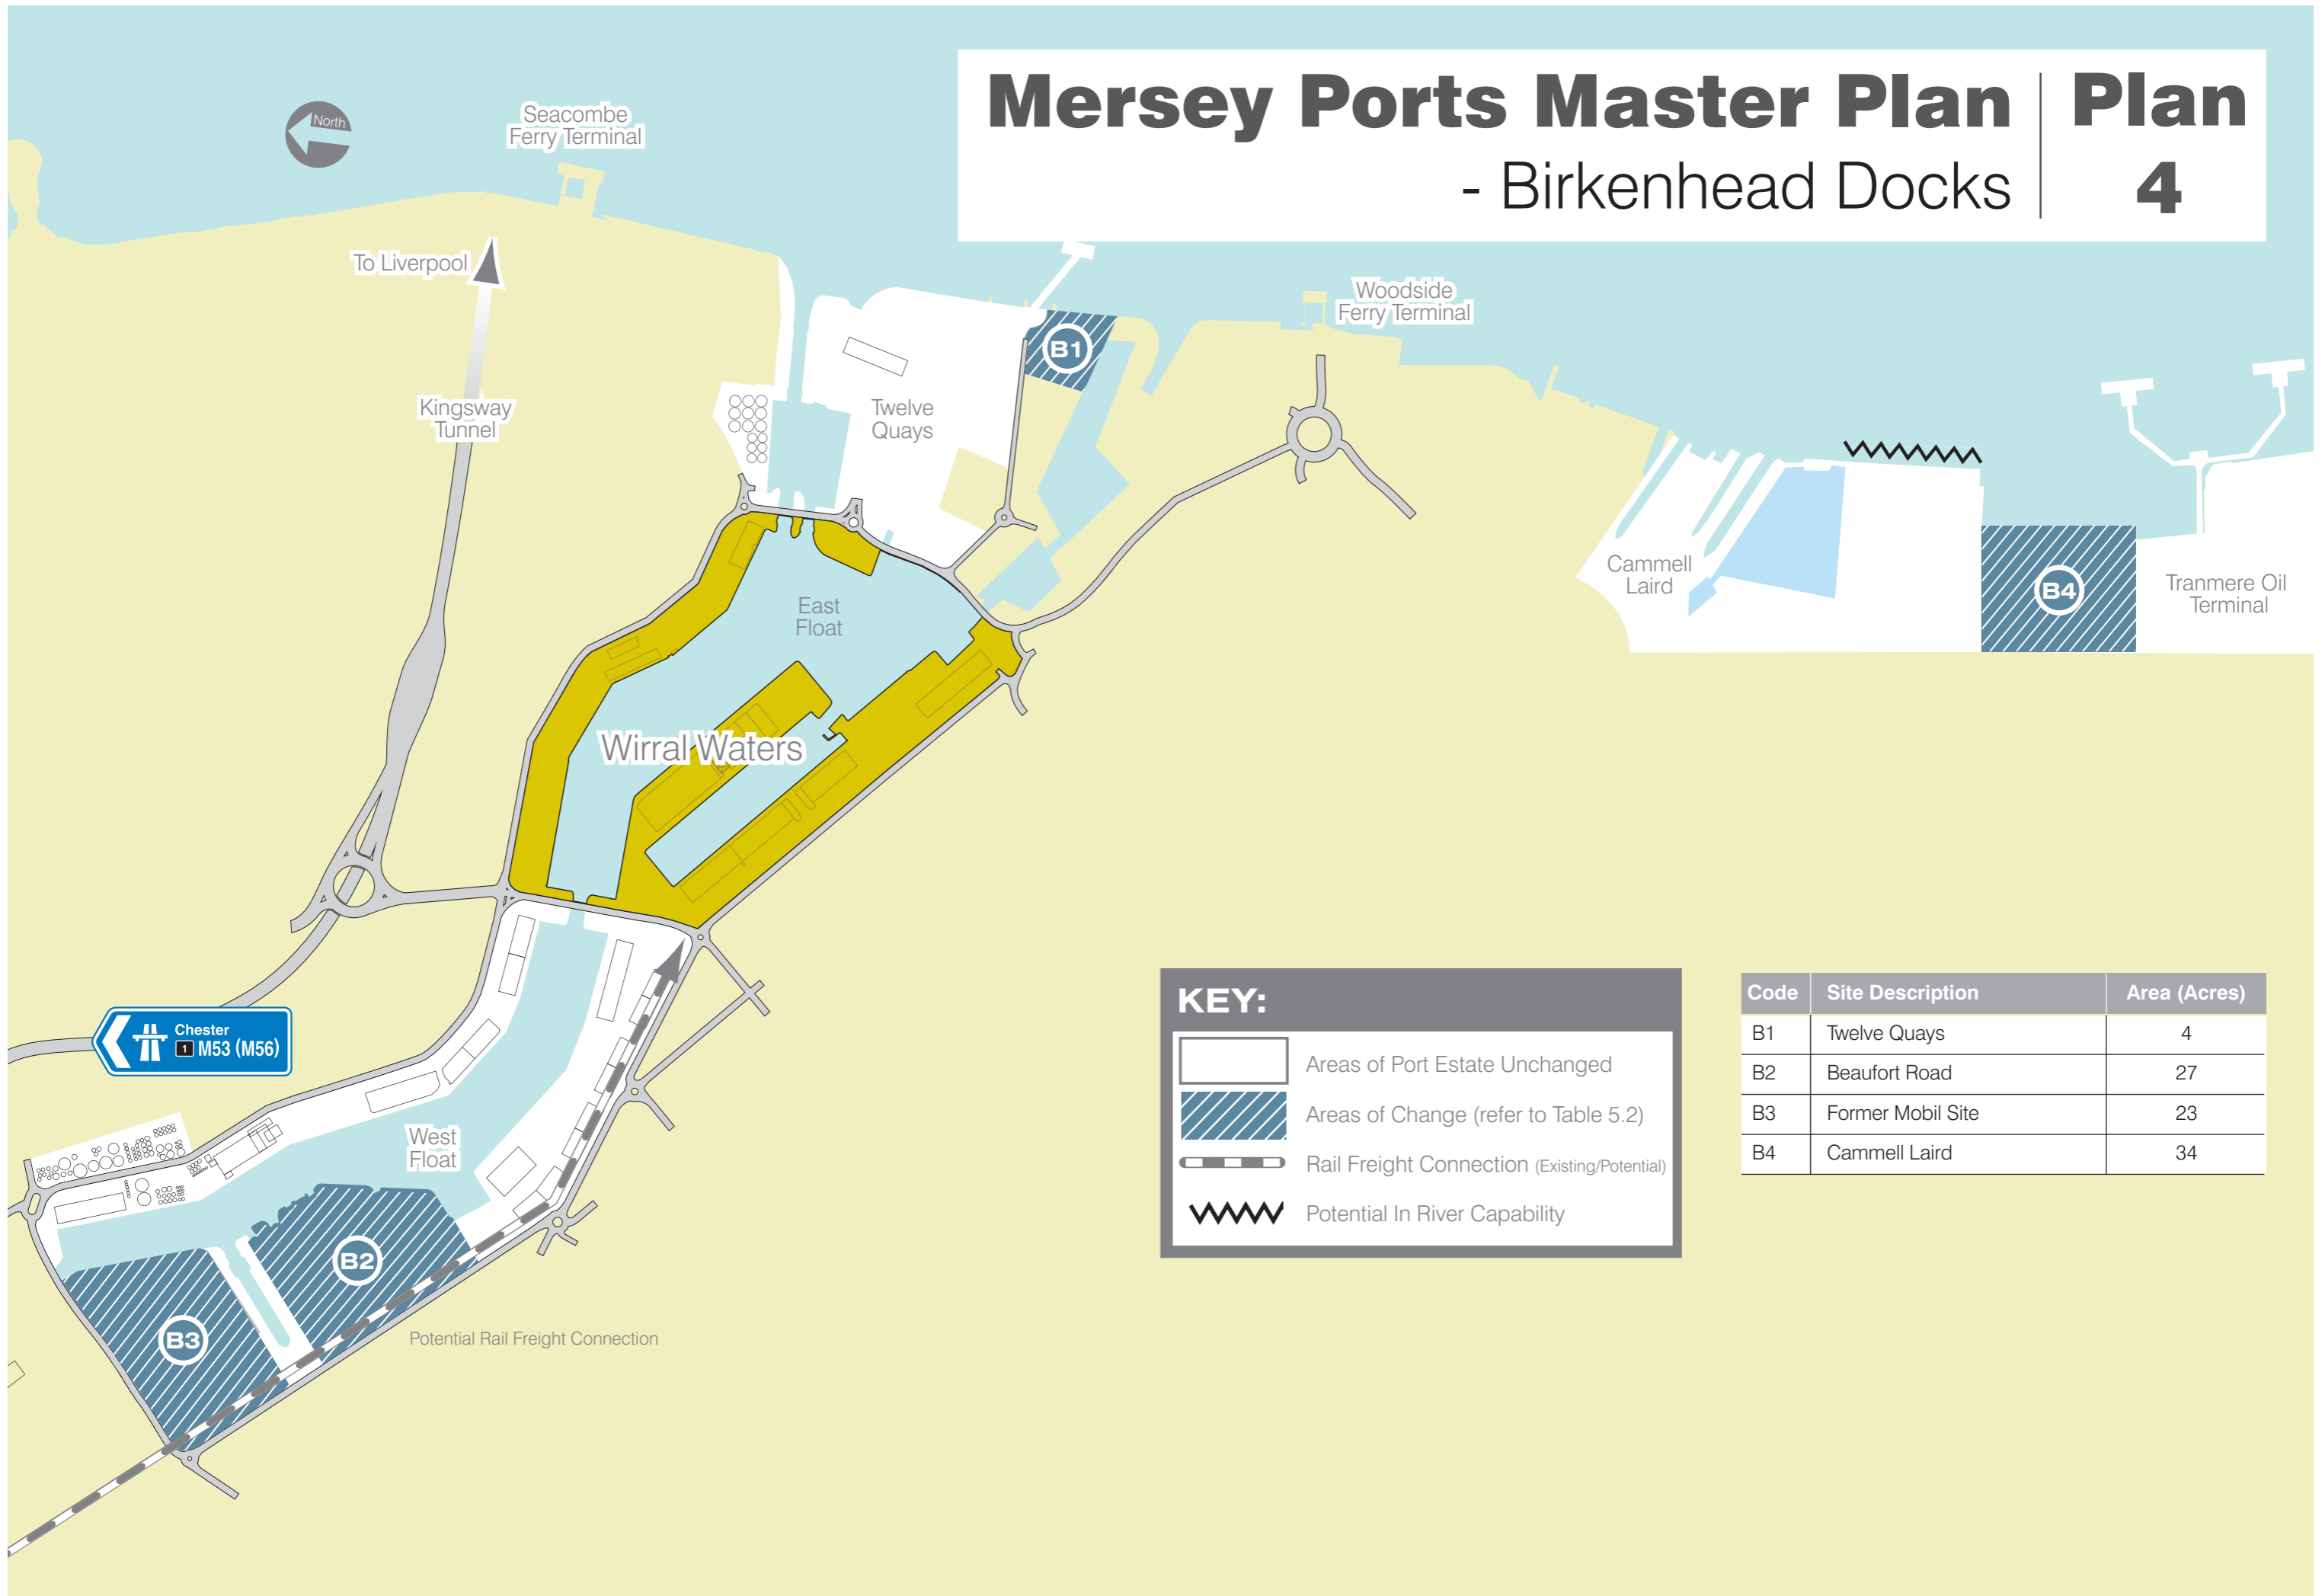 Mersey Ports Master Plan
- Birkenhead Docks
Plan
4
North
Seacombe
Ferry Terminal
To Liverpool
Kingsway
Tunnel
Woodside
Ferry Terminal
B1
Twelve
Quays
Cammell
Laird
B4
Tranmere Oil
Terminal
East
Float
Wirral Waters
Chester
1 M53 (M56)
West
Float
B2
B3
Potential Rail Freight Connection
KEY:
Areas of Port Estate Unchanged
Areas of Change (refer to Table 5.2)
Rail Freight Connection (Existing/Potential)
Potential In River Capability
Code Site Description Area (Acres)
B1 Twelve Quays 4
B2 Beaufort Road 27
B3 Former Mobil Site 23
B4 Cammell Laird 34